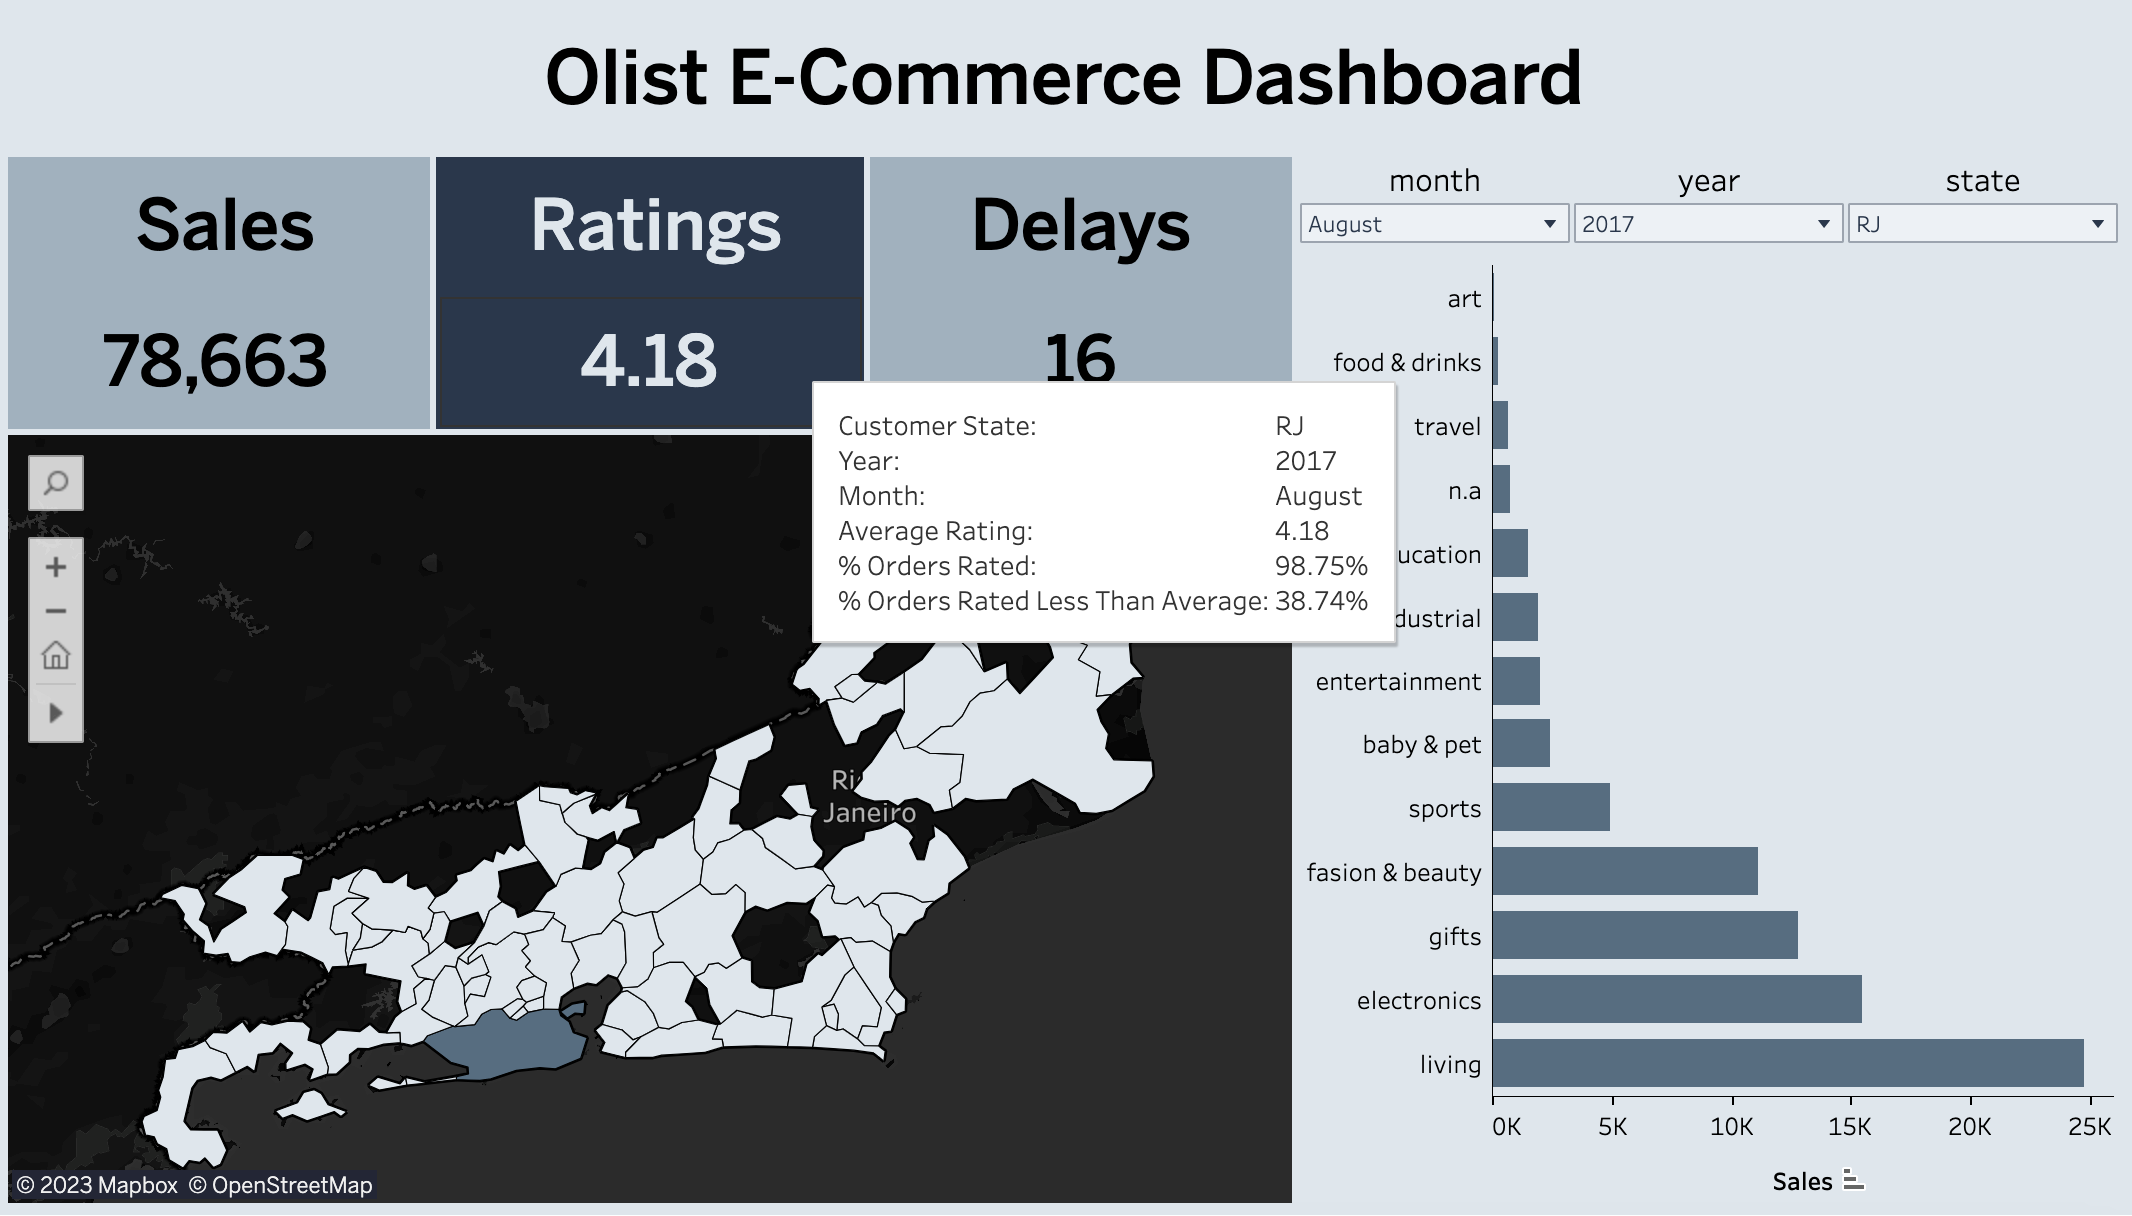 Olist E-Commerce Dashboard
Sales
78,663
Ratings
4.18
Delays
16
month
year
state
August
2017
RJ
Customer State: RJ
Year: 2017
Month: August
Average Rating: 4.18
% Orders Rated: 98.75%
% Orders Rated Less Than Average: 38.74%
Janeiro
© 2023 Mapbox © OpenStreetMap
art
food & drinks
travel
n.a
ucation
dustrial
entertainment
baby & pet
sports
fasion & beauty
gifts
electronics
living
0K 5K 10K 15K 20K 25K
Sales